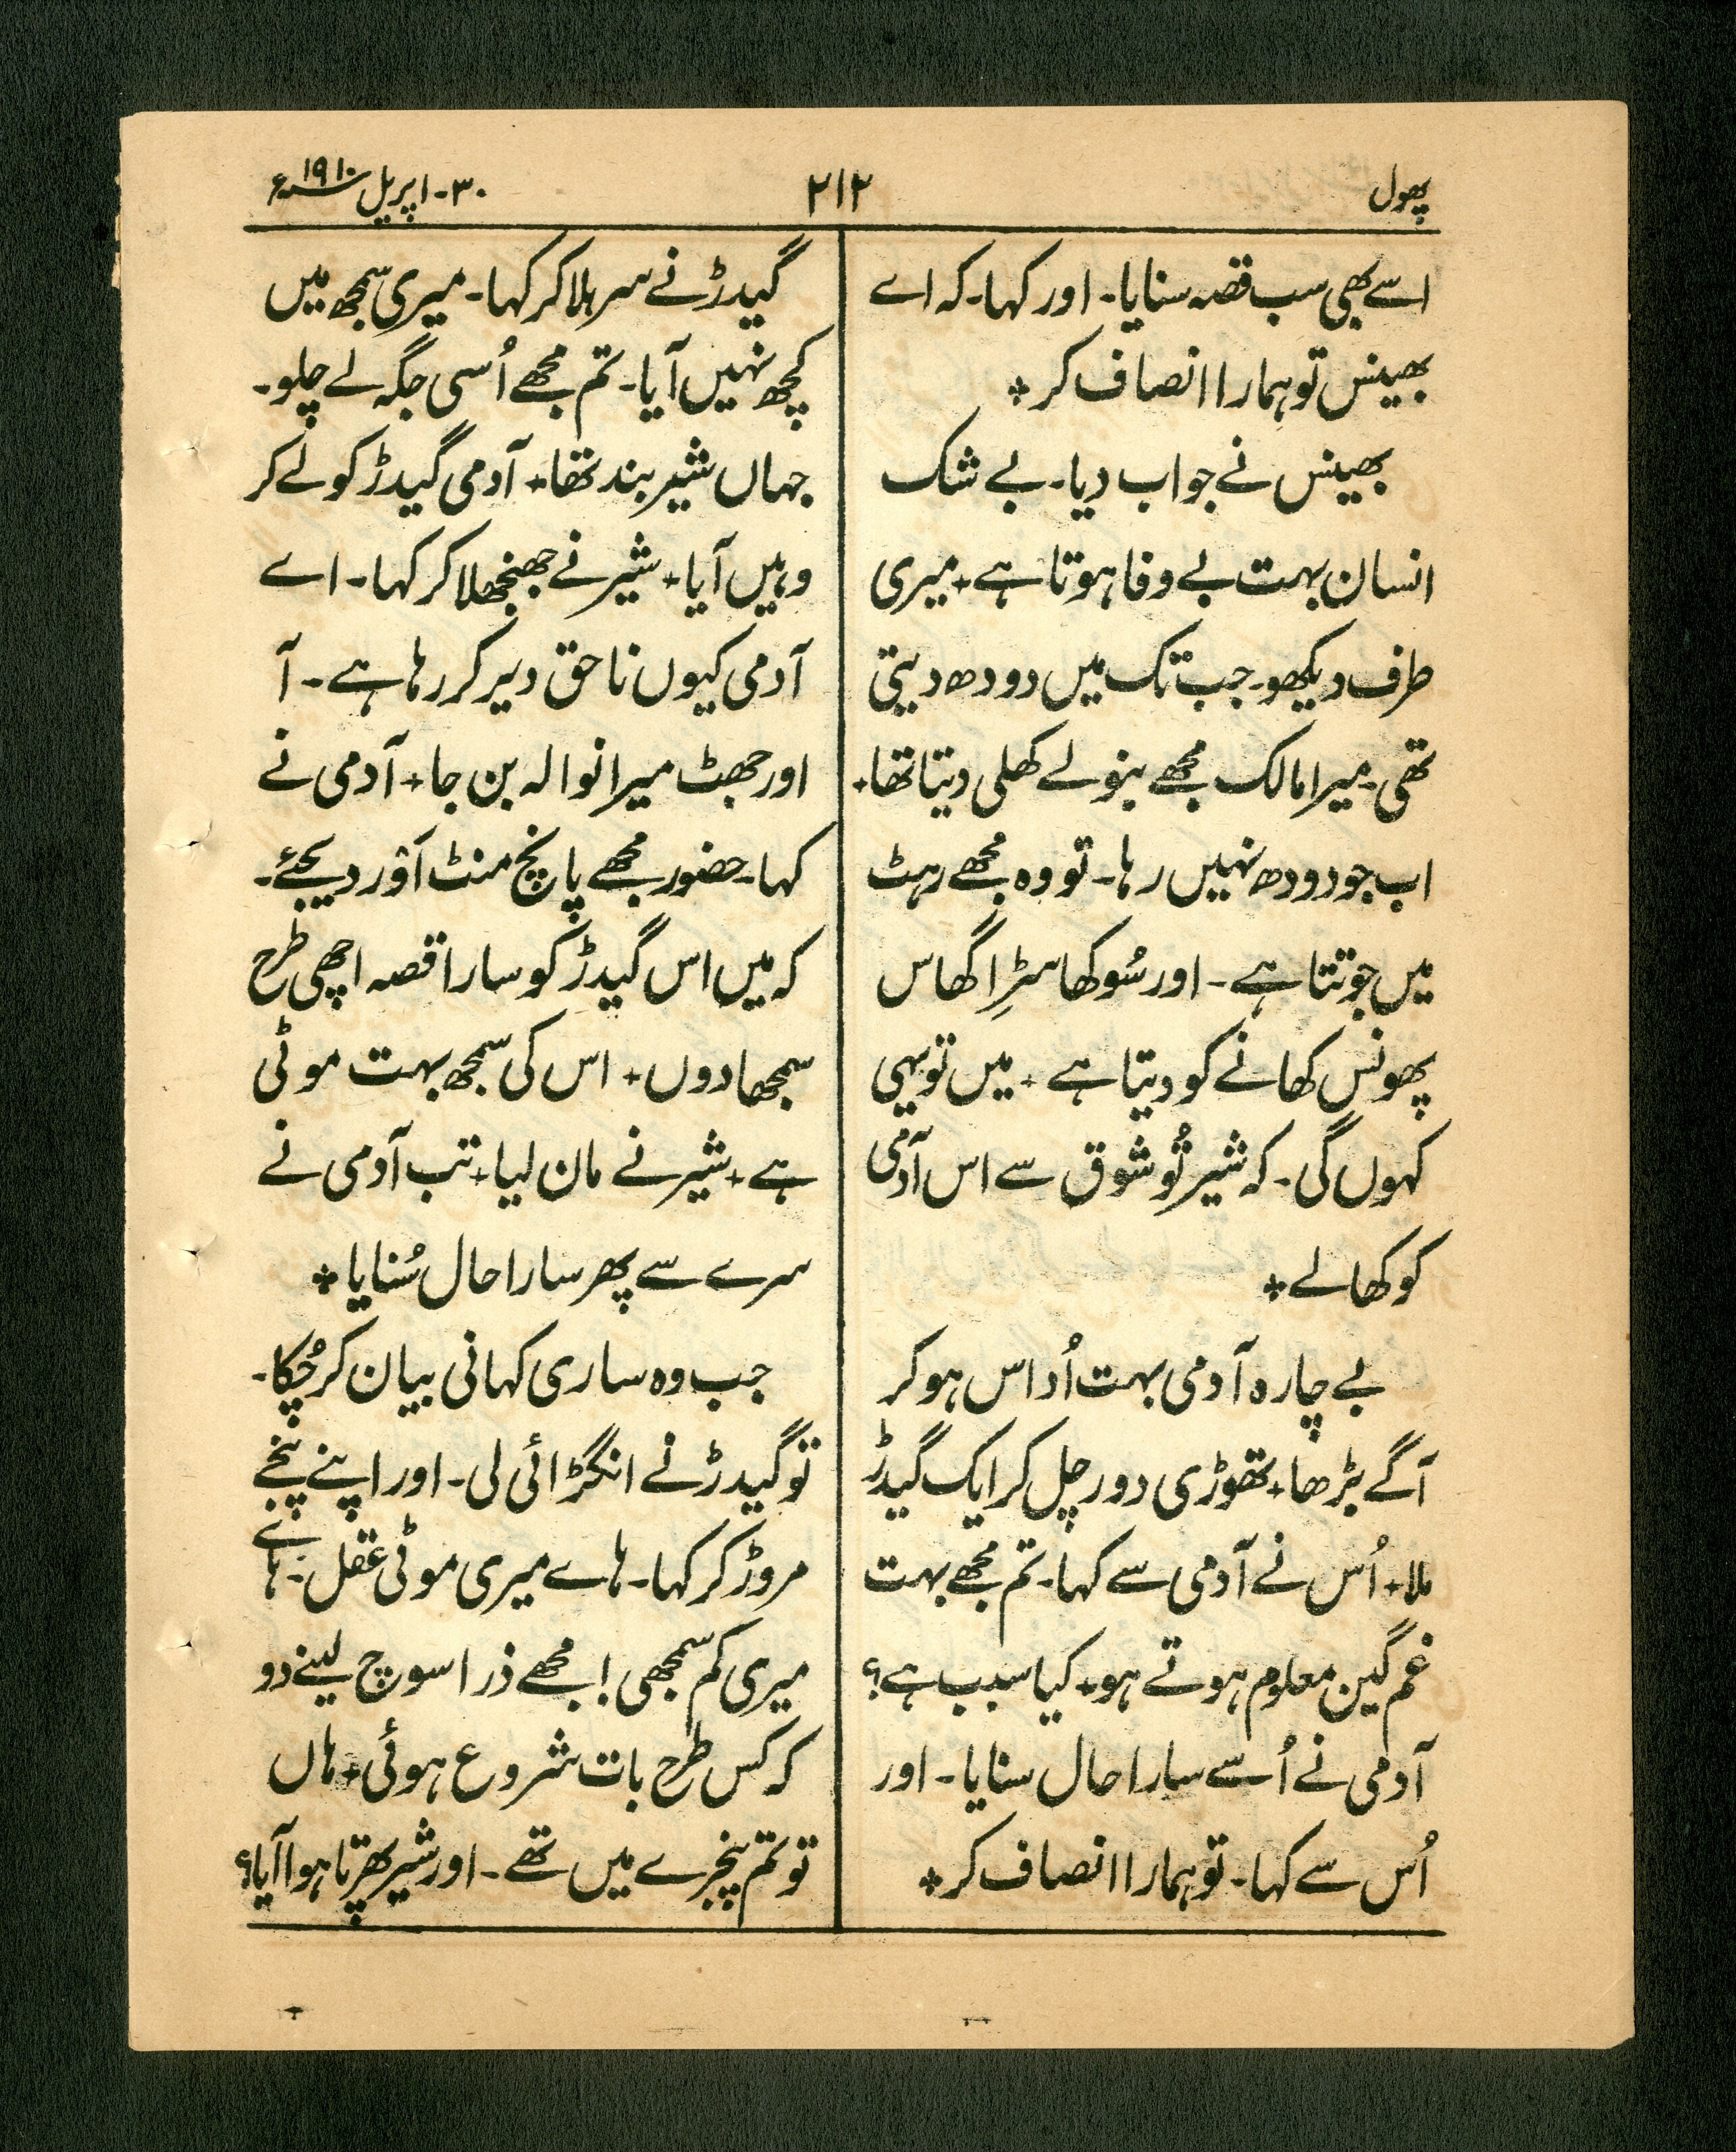 پھول
۲۱۲
۳۰۔اپریل ۱۹۱۰ء
اسے بھی سب قصہ سنایا۔ اور کہا۔ کہ اے
بھینس تو ہمارا انصاف کر ٭
بھینس نے جواب دیا۔ بے شک
انسان بہت بے وفا ہوتا ہے + میری
طرف دیکھو۔ جب تک میں دودھ دیتی
تھی۔ میرا مالک مجھے بنولے کھلی دیتا تھا +
اب جو دودھ نہیں رہا۔ تو وہ مجھے رہٹ
میں جوتتا ہے۔ اور سُوکھا سڑا گھاس
پھونس کھانے کو دیتا ہے + میں تو یہی
کہوں گی۔ کہ شیر تُو شوق سے اس آدمی
کو کھالے ٭
بے چارہ آدمی بہت اُداس ہو کر
آگے بڑھا + تھوڑی دور چل کر ایک گیدڑ
ملا + اُس نے آدمی سے کہا۔ تم مجھے بہت
غم گین معلوم ہوتے ہو + کیا سبب ہے؟
آدمی نے اُسے سارا حال سنایا۔ اور
اُس سے کہا۔ تو ہمارا انصاف کر ٭
گیدڑ نے سر ہلا کر کہا۔ میری سمجھ میں
کچھ نہیں آیا۔ تم مجھے اُسی جگہ لے چلو۔
جہاں شیر بند تھا + آدمی گیدڑ کو لے کر
وہیں آیا + شیر نے جھنجھلا کر کہا۔ اے
آدمی کیوں ناحق دیر کر رہا ہے۔ آ
اور جھٹ میرا نوالہ بن جا + آدمی نے
کہا۔ حضور مجھے پانچ منٹ اَوْر دیجئے۔
کہ میں اس گیدڑ کو سارا قصہ اچھی طرح
سمجھا دوں + اس کی سمجھ بہت موٹی
ہے + شیر نے مان لیا + تب آدمی نے
سرے سے پھر سارا حال سُنایا ٭
جب وہ ساری کہانی بیان کر چُکا۔
تو گیدڑ نے انگڑائی لی۔ اور اپنے پنجے
مروڑ کر کہا۔ ہاے میری موٹی عقل۔ ہاے
میری کم سمجھی! مجھے ذرا سوچ لینے دو
کہ کس طرح بات شروع ہوئی + ہاں
تو تم پنجرے میں تھے۔ اور شیر پھرتا ہوا آیا؟